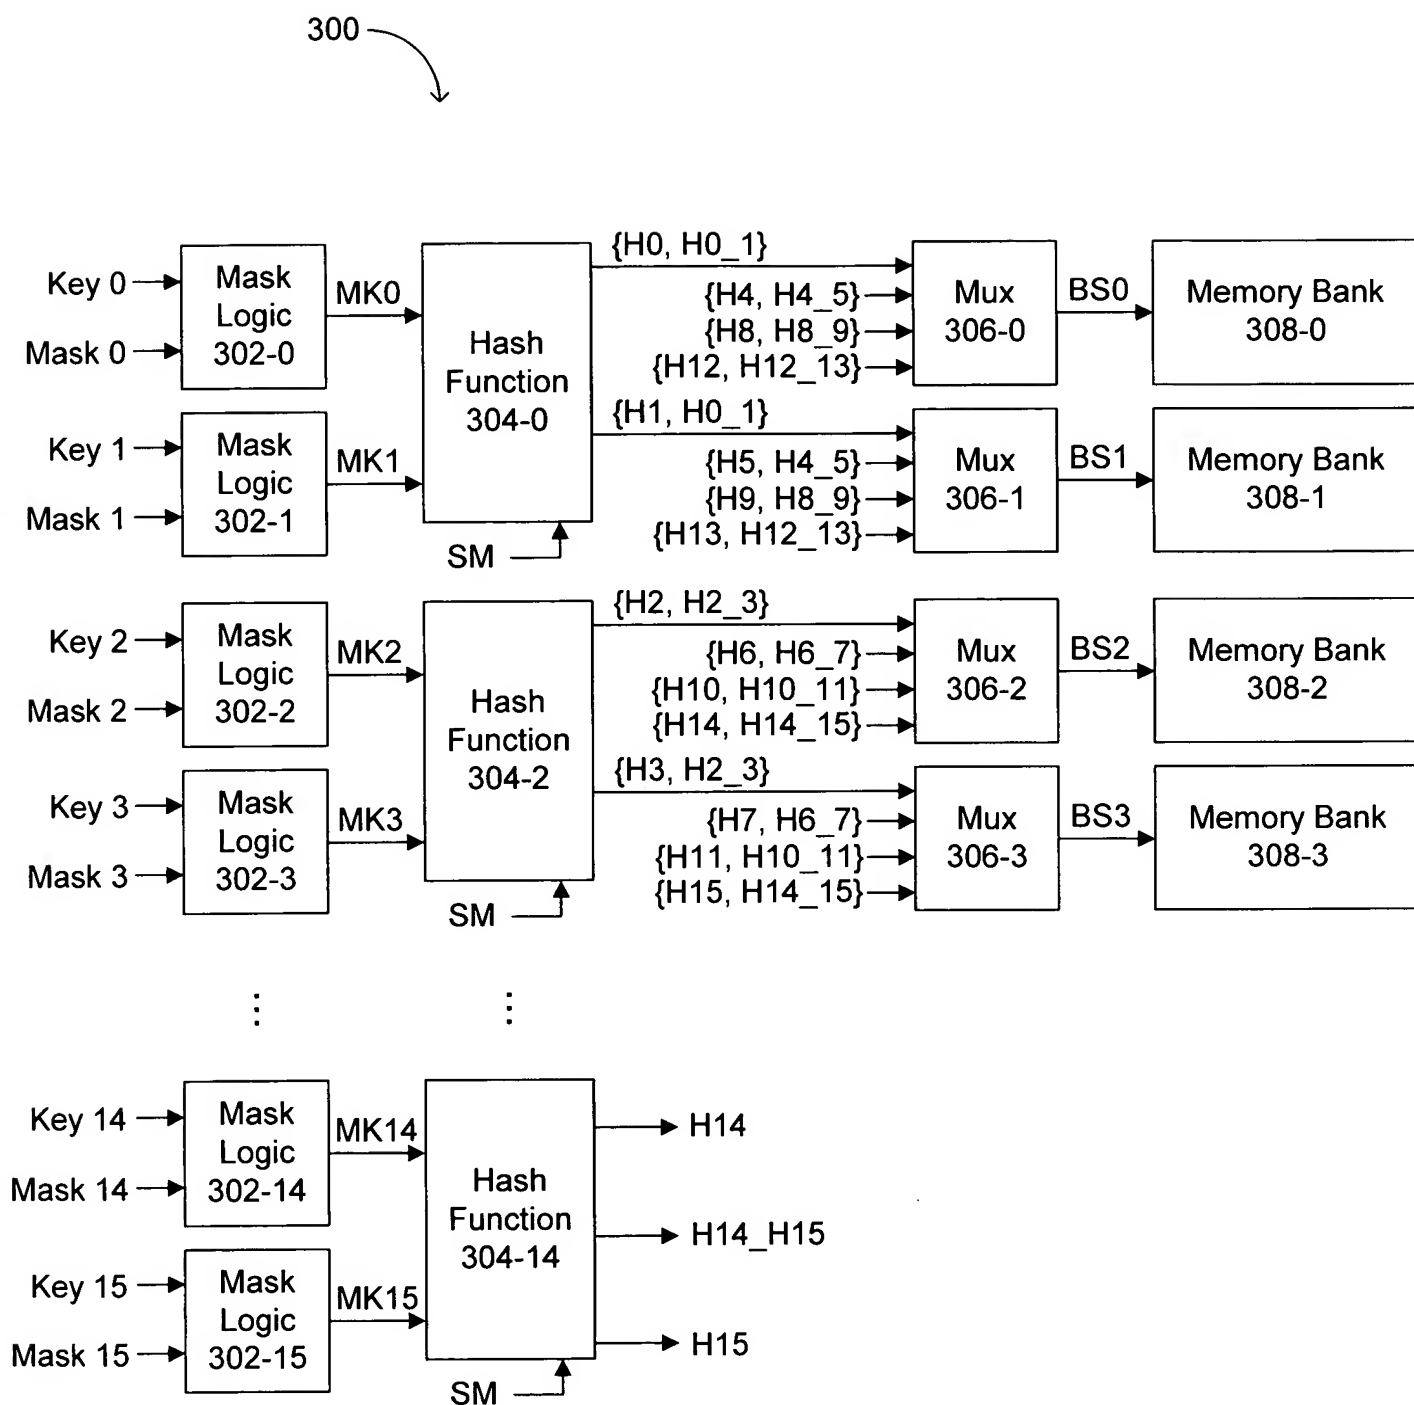 300
{H0, H0_1}
Key 0
Mask
Logic
302-0
Mask 0
MK0
Hash
Function
304-0
{H4, H4_5}
{H8, H8_9}
{H12, H12_13}
Mux
306-0
BS0
Memory Bank
308-0
{H1, H0_1}
Key 1
Mask
Logic
302-1
Mask 1
MK1
{H5, H4_5}
{H9, H8_9}
{H13, H12_13}
Mux
306-1
BS1
Memory Bank
308-1
SM
{H2, H2_3}
Key 2
Mask
Logic
302-2
Mask 2
MK2
Hash
Function
304-2
{H6, H6_7}
{H10, H10_11}
{H14, H14_15}
Mux
306-2
BS2
Memory Bank
308-2
{H3, H2_3}
Key 3
Mask
Logic
302-3
Mask 3
MK3
{H7, H6_7}
{H11, H10_11}
{H15, H14_15}
Mux
306-3
BS3
Memory Bank
308-3
SM
⋮
⋮
Key 14
Mask
Logic
302-14
Mask 14
MK14
Hash
Function
304-14
H14
H14_H15
H15
Key 15
Mask
Logic
302-15
Mask 15
MK15
SM